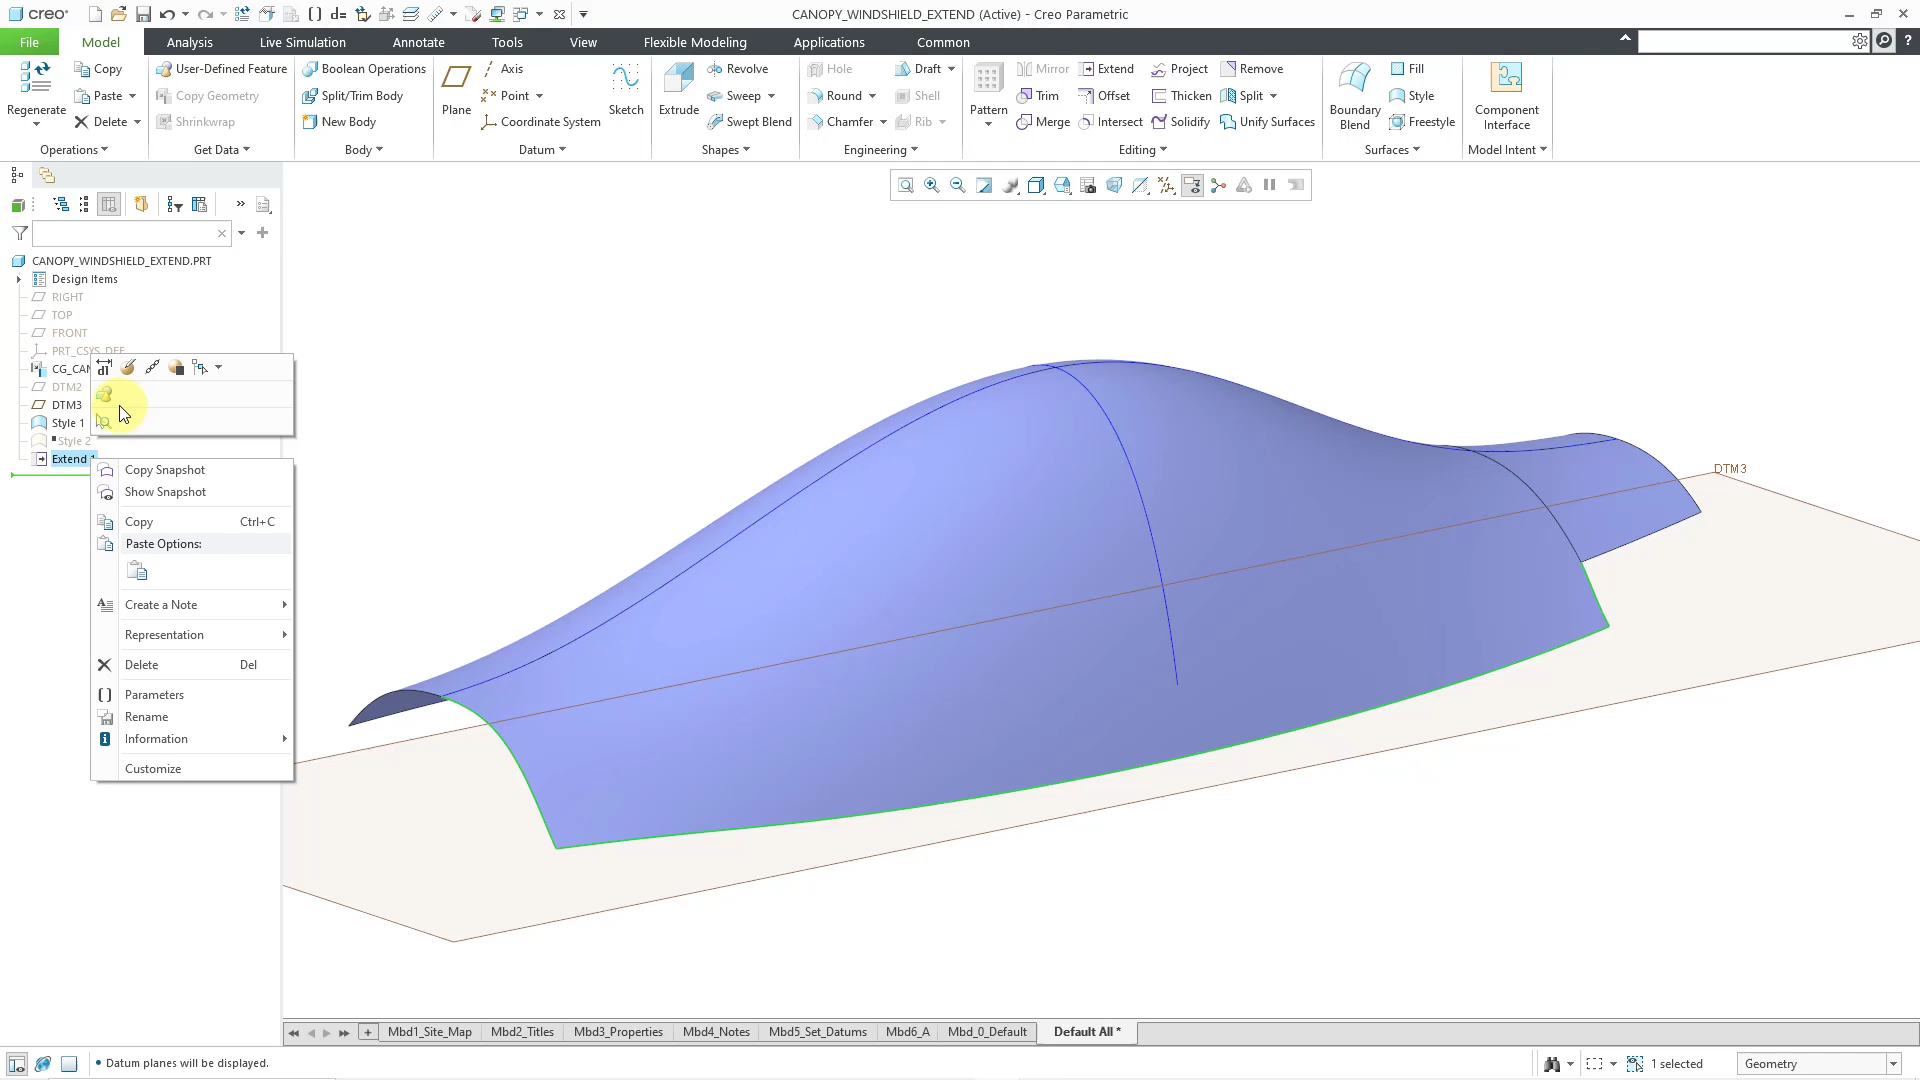 creo
CANOPY_WINDSHIELD_EXTEND (Active) - Creo Parametric
File Model Analysis Live Simulation Annotate Tools View Flexible Modeling Applications Common
Copy User-Defined Feature Boolean Operations Axis Revolve Hole Draft Mirror Extend Project Remove Fill
Regenerate Paste Copy Geometry Split/Trim Body Plane Point Sketch Extrude Sweep Round Shell Pattern Trim Offset Thicken Split Boundary Blend Style Component Interface
Delete Shrinkwrap New Body Coordinate System Swept Blend Chamfer Rib Merge Intersect Solidify Unify Surfaces Freestyle
Operations Get Data Body Datum Shapes Engineering Editing Surfaces Model Intent
CANOPY_WINDSHIELD_EXTEND.PRT
Design Items
RIGHT
TOP
FRONT
PRT_CSYS_DEF
CG_CAN
DTM2
DTM3
Style 1
Style 2
Extend 1
Copy Snapshot
Show Snapshot
Copy Ctrl+C
Paste Options:
Create a Note
Representation
Delete Del
Parameters
Rename
Information
Customize
DTM3
Mbd1_Site_Map Mbd2_Titles Mbd3_Properties Mbd4_Notes Mbd5_Set_Datums Mbd6_A Mbd_0_Default Default All *
• Datum planes will be displayed.
1 selected
Geometry